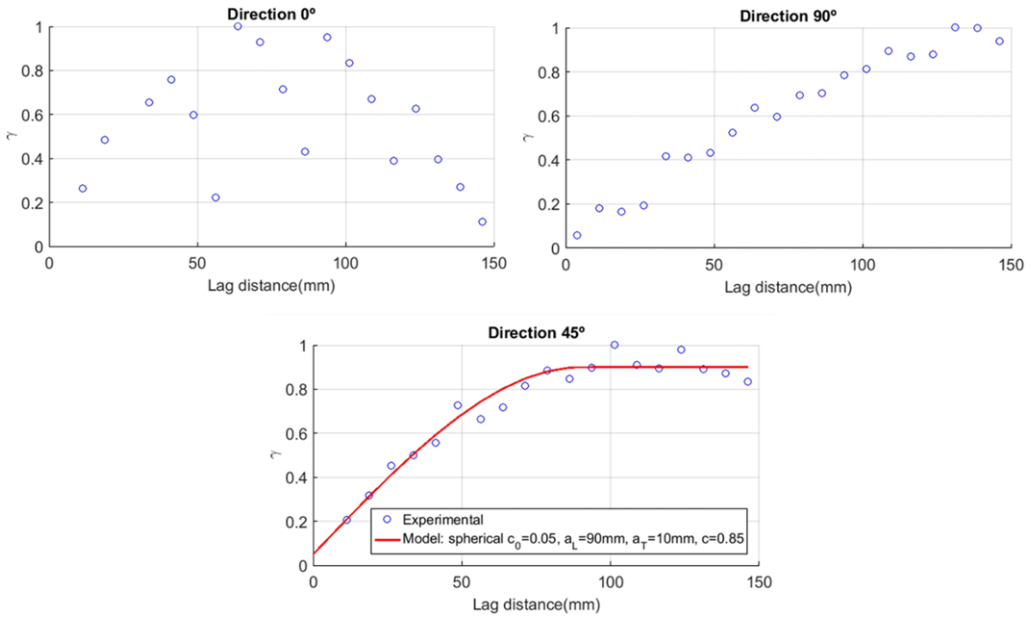 Direction 0º
1
0.8
0.6
0.4
0.2
0
γ
0 50 100 150
Lag distance(mm)
Direction 90º
1
0.8
0.6
0.4
0.2
0
γ
0 50 100 150
Lag distance(mm)
Direction 45º
1
0.8
0.6
0.4
0.2
0
γ
Experimental
Model: spherical c0=0.05, aL=90mm, aT=10mm, c=0.85
0 50 100 150
Lag distance(mm)